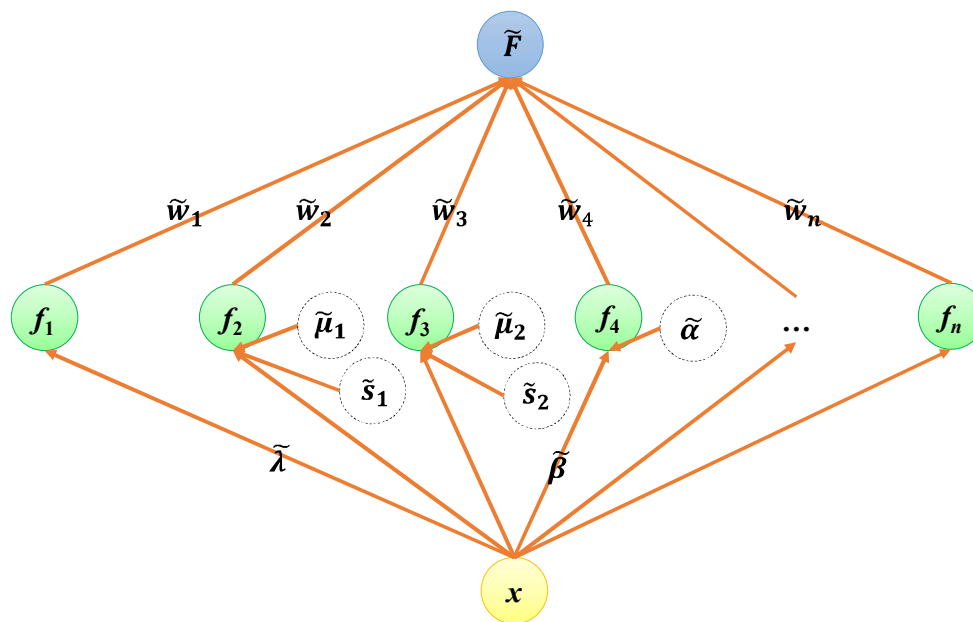 F̃
w̃₁ w̃₂ w̃₃ w̃₄ w̃ₙ
f₁ f₂ μ̃₁ f₃ μ̃₂ f₄ α̃ ... fₙ
s̃₁ s̃₂
λ̃ β̃
x